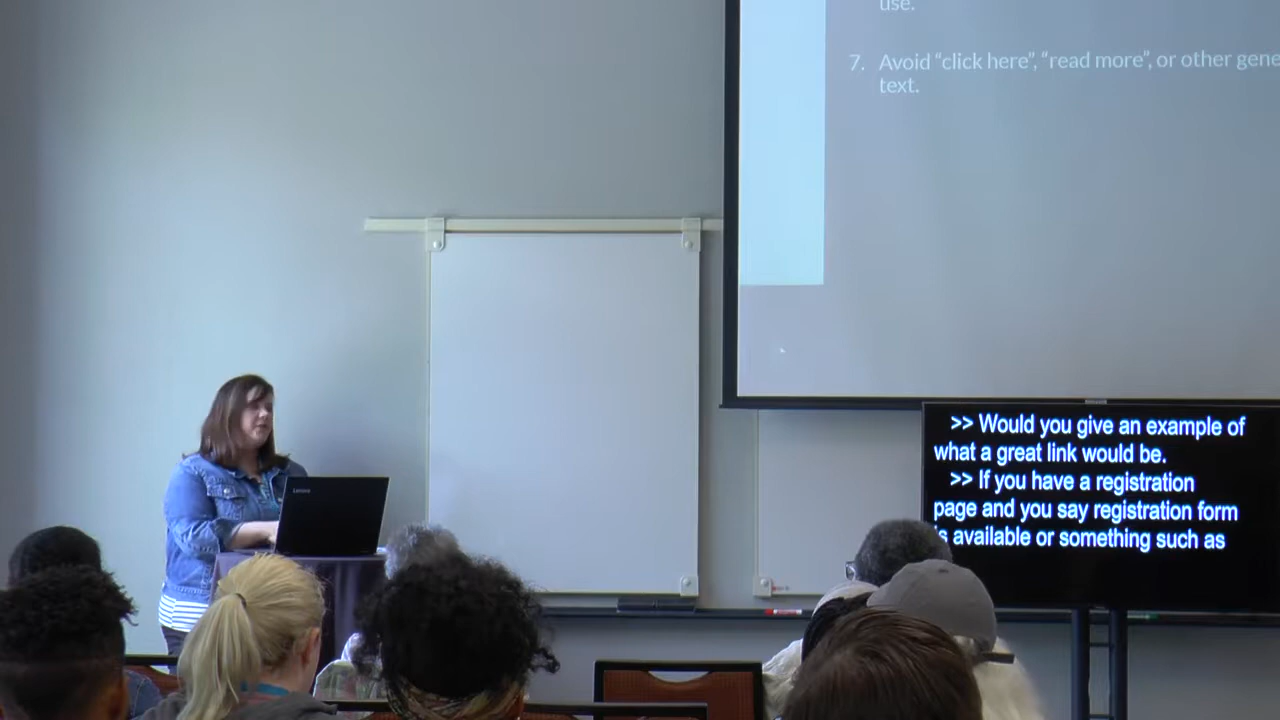 use.
7. Avoid “click here”, “read more”, or other gene
text.
Lenovo
>> Would you give an example of
what a great link would be.
>> If you have a registration
page and you say registration form
is available or something such as